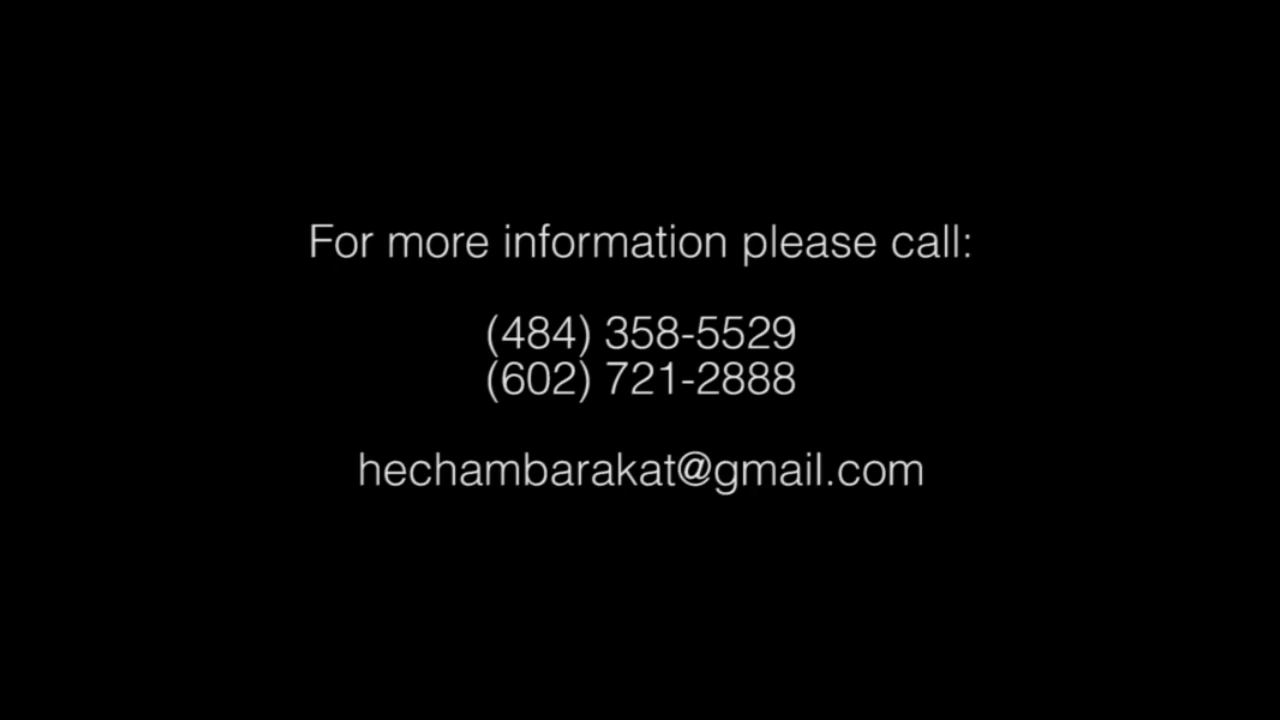 For more information please call:
(484) 358-5529
(602) 721-2888
hechambarakat@gmail.com